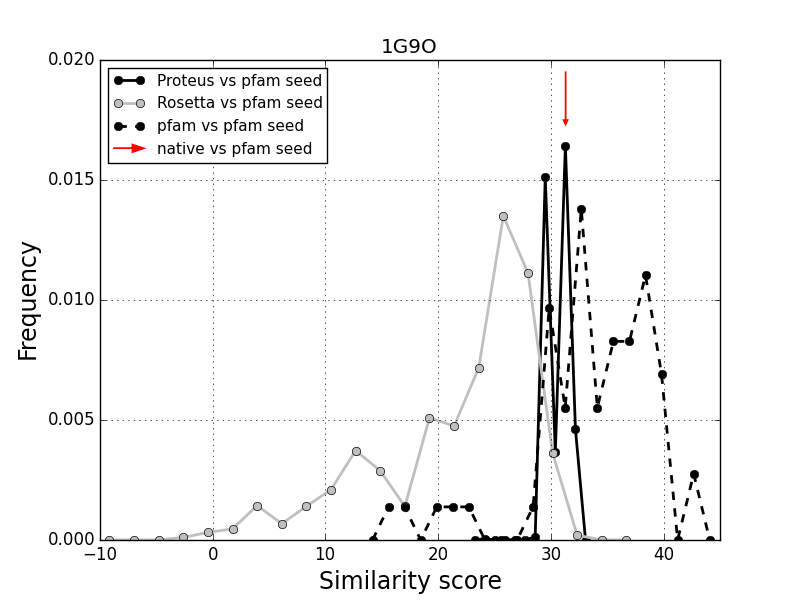 1G9O
0.020
0.015
0.010
0.005
0.000
Frequency
Proteus vs pfam seed
Rosetta vs pfam seed
pfam vs pfam seed
native vs pfam seed
−10 0 10 20 30 40
Similarity score